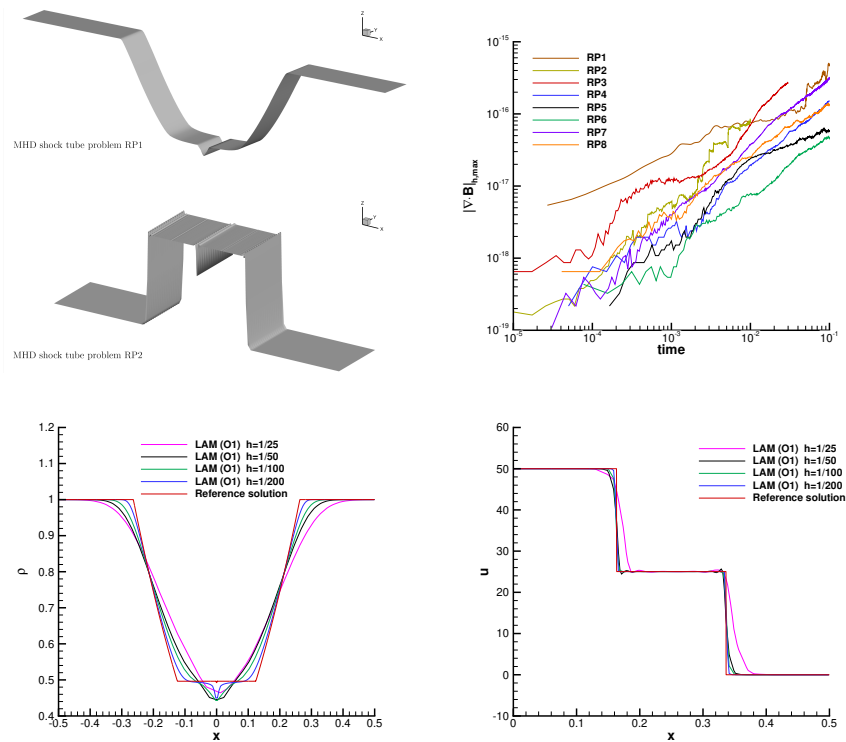 Z
Y
X
MHD shock tube problem RP1
Z
Y
X
MHD shock tube problem RP2
10-15
10-16
10-17
10-18
10-19
|∇·B|h,max
RP1
RP2
RP3
RP4
RP5
RP6
RP7
RP8
10-5 10-4 10-3 10-2 10-1
time
1.2
1.1
1
0.9
0.8
0.7
0.6
0.5
0.4
ρ
LAM (O1) h=1/25
LAM (O1) h=1/50
LAM (O1) h=1/100
LAM (O1) h=1/200
Reference solution
-0.5 -0.4 -0.3 -0.2 -0.1 0 0.1 0.2 0.3 0.4 0.5
x
60
50
40
30
20
10
0
-10
u
LAM (O1) h=1/25
LAM (O1) h=1/50
LAM (O1) h=1/100
LAM (O1) h=1/200
Reference solution
0 0.1 0.2 0.3 0.4 0.5
x